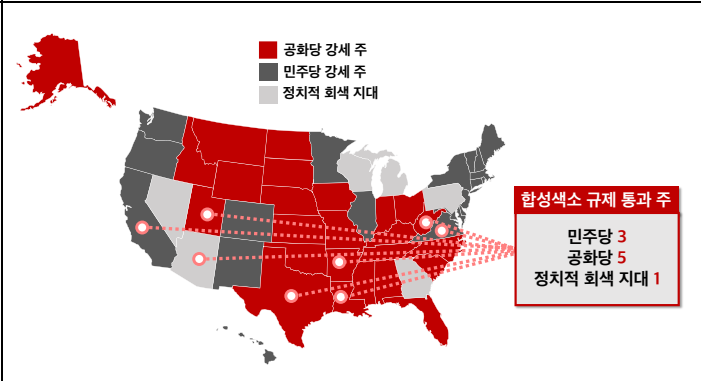 공화당 강세 주
민주당 강세 주
정치적 회색 지대
합성색소 규제 통과 주
민주당 3
공화당 5
정치적 회색 지대 1